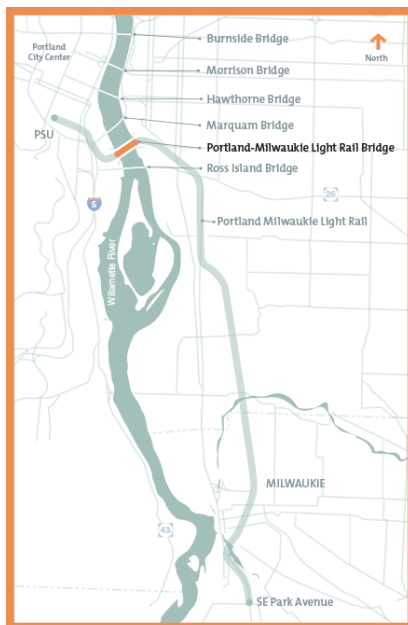 Burnside Bridge
Portland
City Center
North
Morrison Bridge
Hawthorne Bridge
Marquam Bridge
PSU
Portland-Milwaukie Light Rail Bridge
Ross Island Bridge
26
5
Portland Milwaukie Light Rail
Willamette River
MILWAUKIE
43
SE Park Avenue